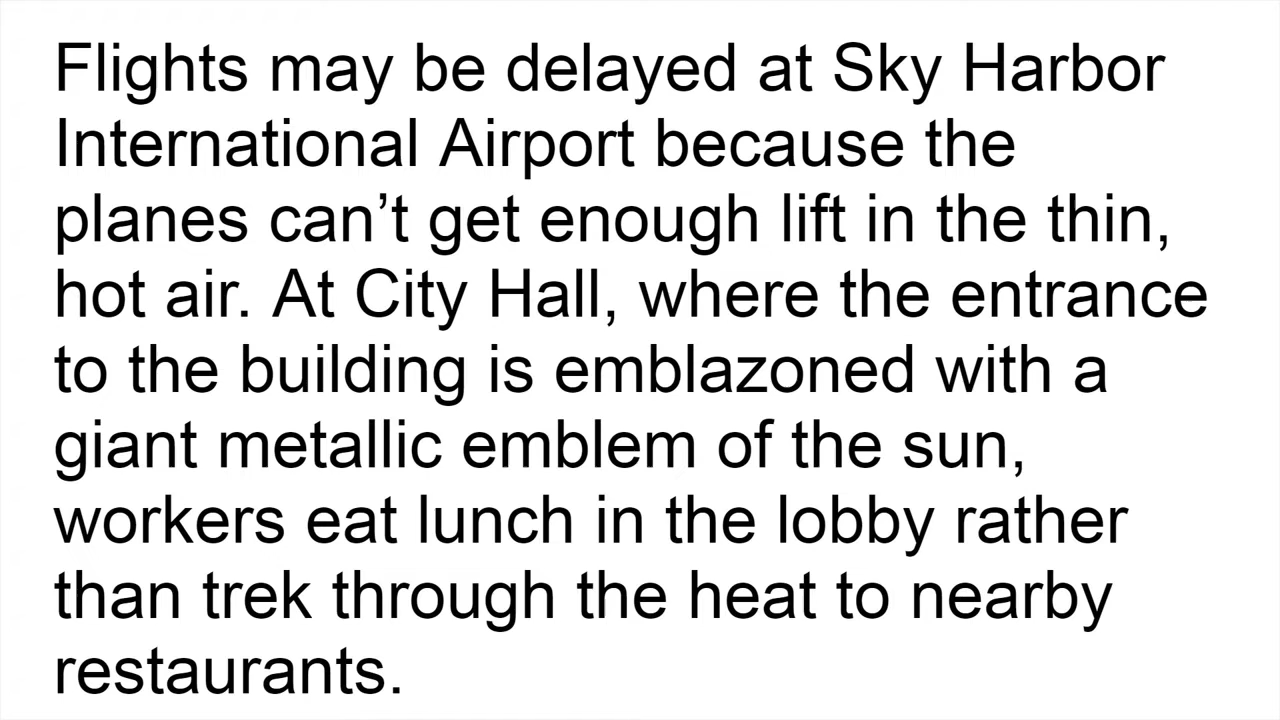 Flights may be delayed at Sky Harbor
International Airport because the
planes can’t get enough lift in the thin,
hot air. At City Hall, where the entrance
to the building is emblazoned with a
giant metallic emblem of the sun,
workers eat lunch in the lobby rather
than trek through the heat to nearby
restaurants.